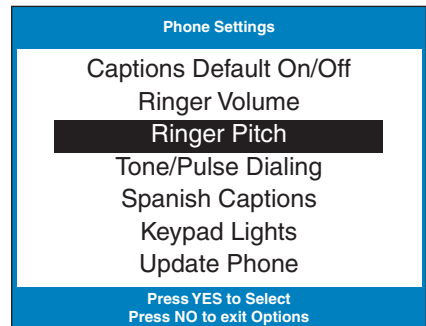 Phone Settings
Captions Default On/Off
Ringer Volume
Ringer Pitch
Tone/Pulse Dialing
Spanish Captions
Keypad Lights
Update Phone
Press YES to Select
Press NO to exit Options